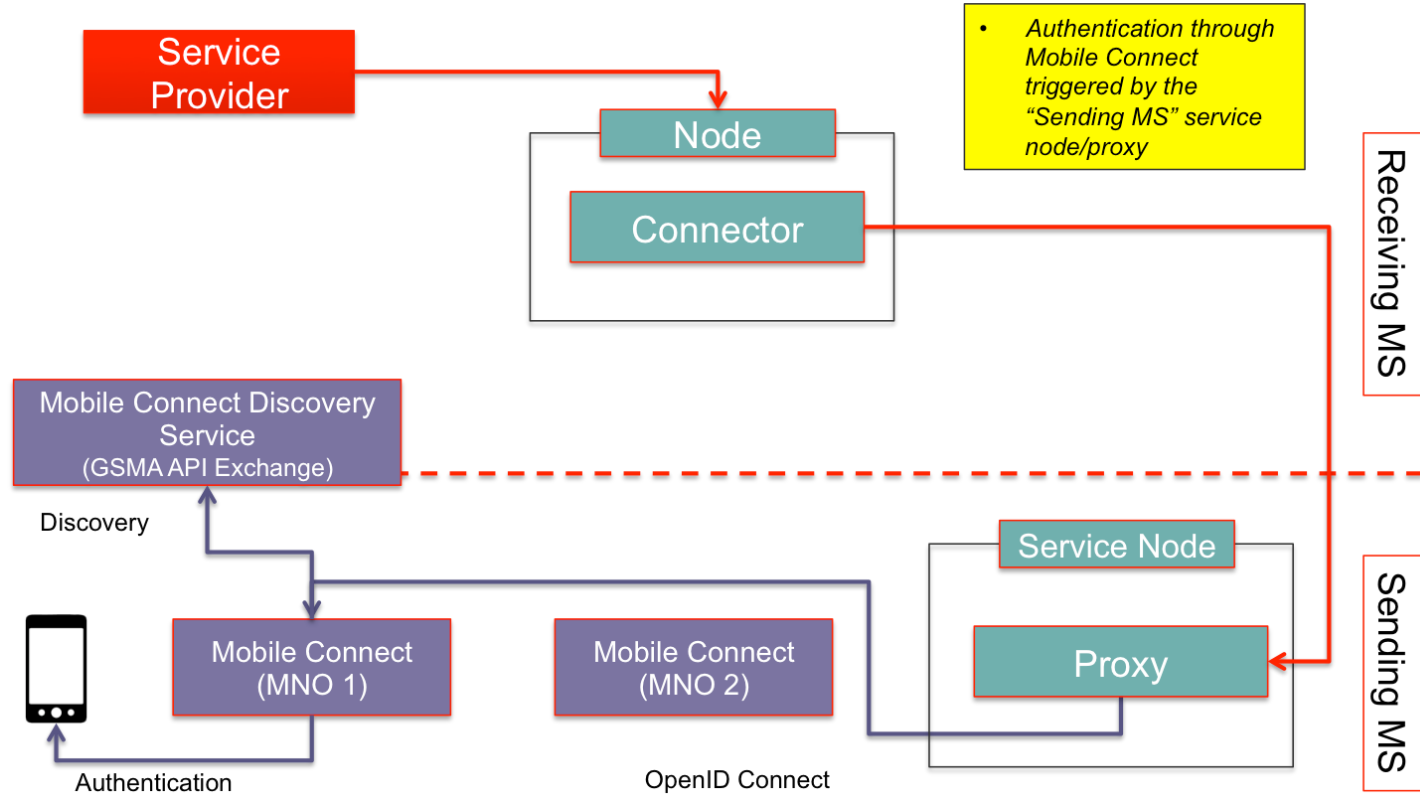 Service
Provider
• Authentication through
Mobile Connect
triggered by the
“Sending MS” service
node/proxy
Node
Connector
Receiving MS
Mobile Connect Discovery
Service
(GSMA API Exchange)
Discovery
Service Node
Proxy
Sending MS
Mobile Connect
(MNO 1)
Mobile Connect
(MNO 2)
Authentication
OpenID Connect